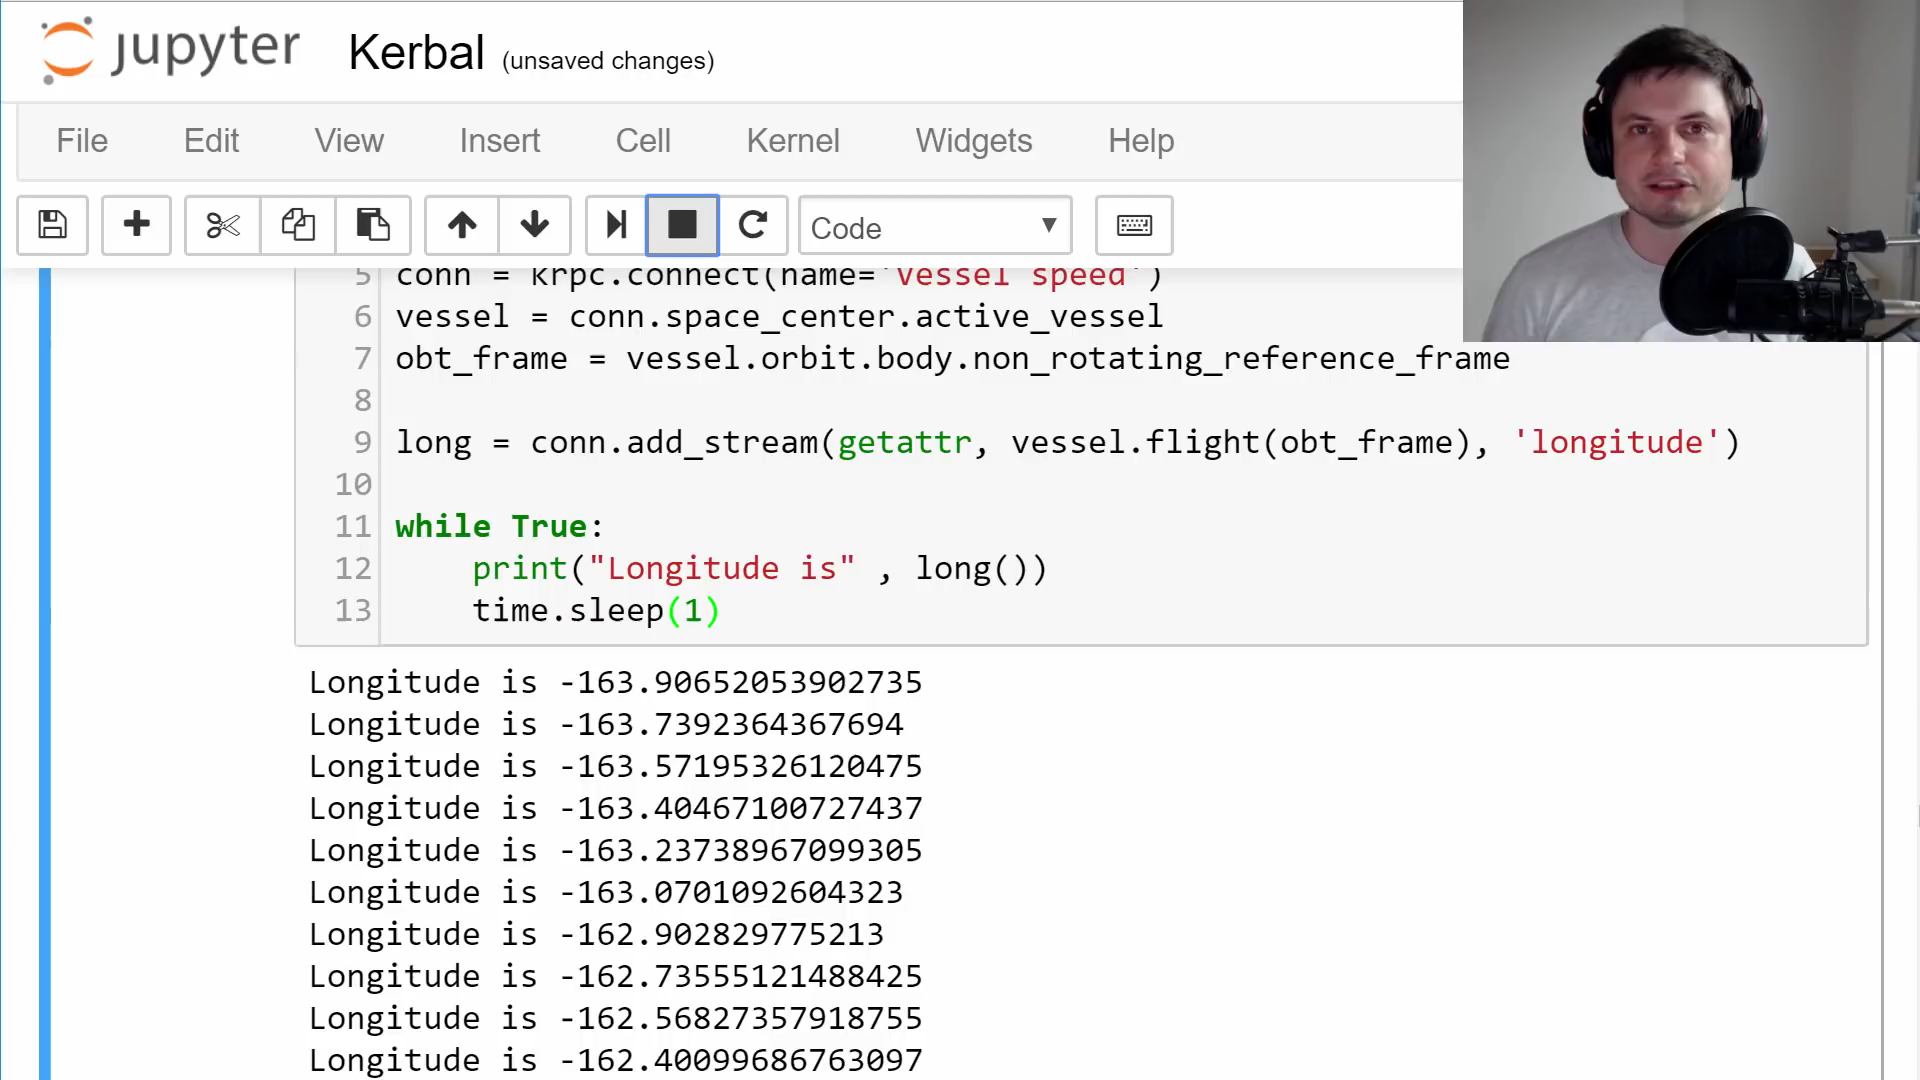 jupyter Kerbal (unsaved changes)
File Edit View Insert Cell Kernel Widgets Help
Code
5 conn = krpc.connect(name='vessel speed')
6 vessel = conn.space_center.active_vessel
7 obt_frame = vessel.orbit.body.non_rotating_reference_frame
8
9 long = conn.add_stream(getattr, vessel.flight(obt_frame), 'longitude')
10
11 while True:
12     print("Longitude is" , long())
13     time.sleep(1)
Longitude is -163.90652053902735
Longitude is -163.7392364367694
Longitude is -163.57195326120475
Longitude is -163.40467100727437
Longitude is -163.23738967099305
Longitude is -163.0701092604323
Longitude is -162.902829775213
Longitude is -162.73555121488425
Longitude is -162.56827357918755
Longitude is -162.40099686763097